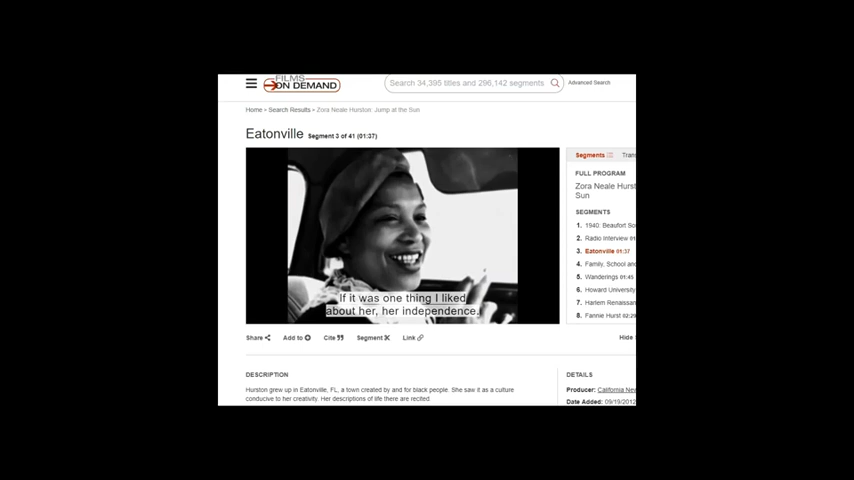 FILMS
ON DEMAND
Search 34,395 titles and 296,142 segments
Advanced Search
Home » Search Results » Zora Neale Hurston: Jump at the Sun
Eatonville Segment 3 of 41 (01:37)
If it was one thing I liked
about her, her independence.
Share
Add to
Cite
Segment
Link
Segments
FULL PROGRAM
Zora Neale Hurst
Sun
SEGMENTS
1. 1940: Beaufort So
2. Radio Interview
3. Eatonville 01:37
4. Family, School an
5. Wanderings 01:45
6. Howard University
7. Harlem Renaissan
8. Fannie Hurst 02:2
Hide
DESCRIPTION
Hurston grew up in Eatonville, FL, a town created by and for black people. She saw it as a culture
conducive to her creativity. Her descriptions of life there are recited
DETAILS
Producer: California New
Date Added: 09/19/2012